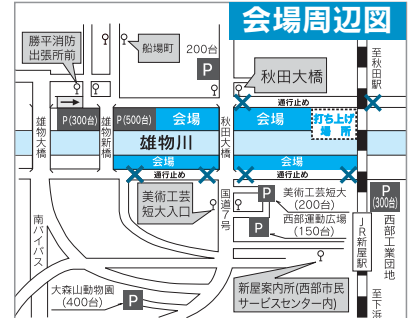 会場周辺図
勝平消防
出張所前
船場町
200台
P
秋田大橋
至秋田駅
通行止め
P(300台)
P(500台)
会場
会場
打ち上げ
場所
雄物大橋
雄物新橋
雄物川
秋田大橋
会場
会場
通行止め
通行止め
美術工芸
短大入口
国道7号
P
美術工芸短大
(200台)
P
西部運動広場
(150台)
P
(300台)
西部工業団地
JR新屋駅
南バイパス
大森山動物園
(400台)
P
新屋案内所(西部市民
サービスセンター内)
至下浜